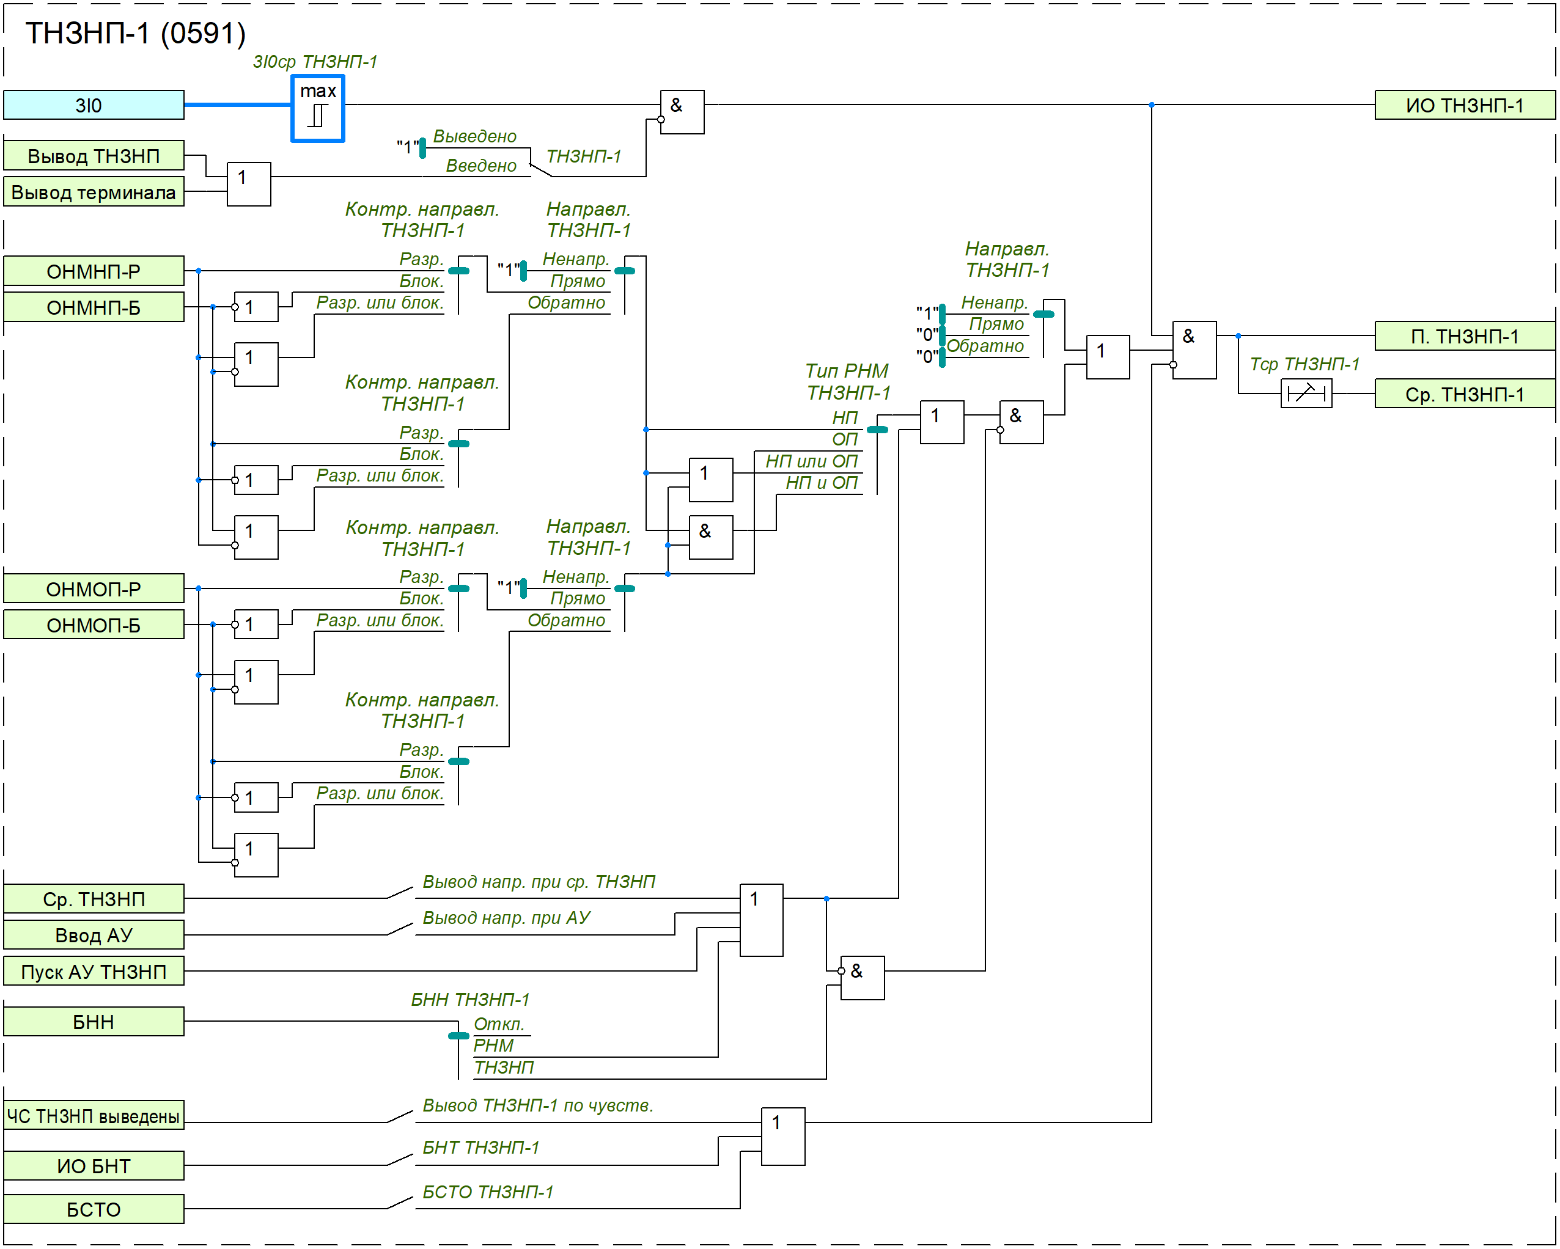 ТНЗНП-1 (0591)
3I0ср ТНЗНП-1
3I0
max
&
ИО ТНЗНП-1
Вывод ТНЗНП
Вывод терминала
1
"1"
Выведено
Введено
ТНЗНП-1
Контр. направл.
ТНЗНП-1
Направл.
ТНЗНП-1
ОНМНП-Р
ОНМНП-Б
1
1
Разр.
Блок.
Разр. или блок.
"1"
Ненапр.
Прямо
Обратно
Направл.
ТНЗНП-1
"1"
"0"
"0"
Ненапр.
Прямо
Обратно
1
&
П. ТНЗНП-1
Тср ТНЗНП-1
Ср. ТНЗНП-1
Контр. направл.
ТНЗНП-1
Разр.
Блок.
Разр. или блок.
1
1
Тип РНМ
ТНЗНП-1
НП
ОП
НП или ОП
НП и ОП
1
&
1
&
Контр. направл.
ТНЗНП-1
Направл.
ТНЗНП-1
ОНМОП-Р
ОНМОП-Б
1
1
Разр.
Блок.
Разр. или блок.
"1"
Ненапр.
Прямо
Обратно
Контр. направл.
ТНЗНП-1
Разр.
Блок.
Разр. или блок.
1
1
Ср. ТНЗНП
Вывод напр. при ср. ТНЗНП
1
Ввод АУ
Вывод напр. при АУ
Пуск АУ ТНЗНП
&
БНН
БНН ТНЗНП-1
Откл.
РНМ
ТНЗНП
ЧС ТНЗНП выведены
Вывод ТНЗНП-1 по чувств.
1
ИО БНТ
БНТ ТНЗНП-1
БСТО
БСТО ТНЗНП-1